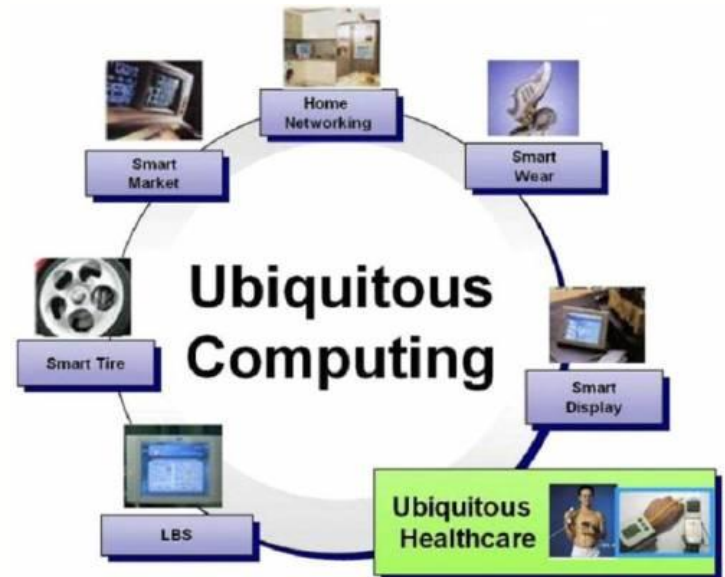 Home
Networking
Smart
Market
Smart
Wear
Ubiquitous
Computing
Smart Tire
Smart
Display
LBS
Ubiquitous
Healthcare